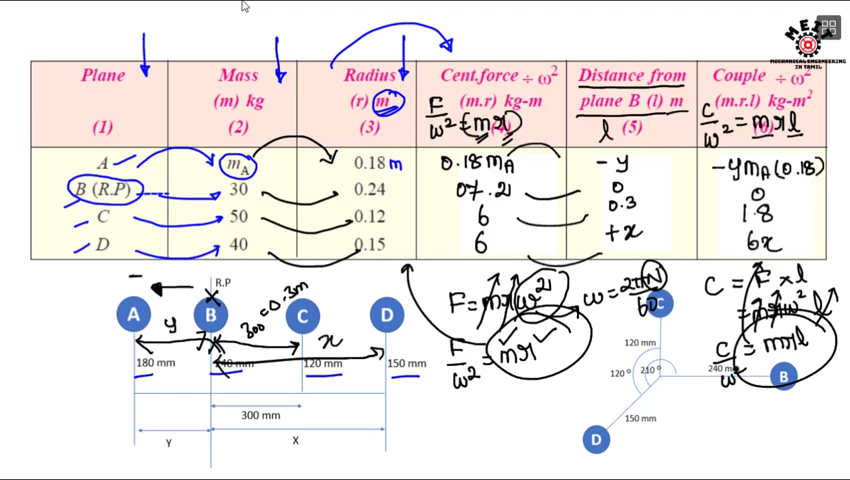 METT
MECHANICAL ENGINEERING
IN TAMIL
Plane Mass Radius Cent.force ÷ ω² Distance from Couple ÷ ω²
(m) kg (r) m (m.r) kg-m plane B (l) m (m.r.l) kg-m²
F/ω² = mr l C/ω² = mrl
(1) (2) (3) (4) (5) (6)
A mA 0.18 m 0.18 mA - y - y mA (0.18)
B (R.P) 30 0.24 07.2 0 0
C 50 0.12 6 0.3 1.8
D 40 0.15 6 +x 6x
R.P
A B C D
y 300 = 0.3m x
180 mm 240 mm 120 mm 150 mm
300 mm
Y X
F = mrω² ω = 2πN/60
F/ω² = mr
C = F x l
= mrω² l
C/ω² = mrl
C
120 mm
120° 210° 240 mm B
150 mm
D